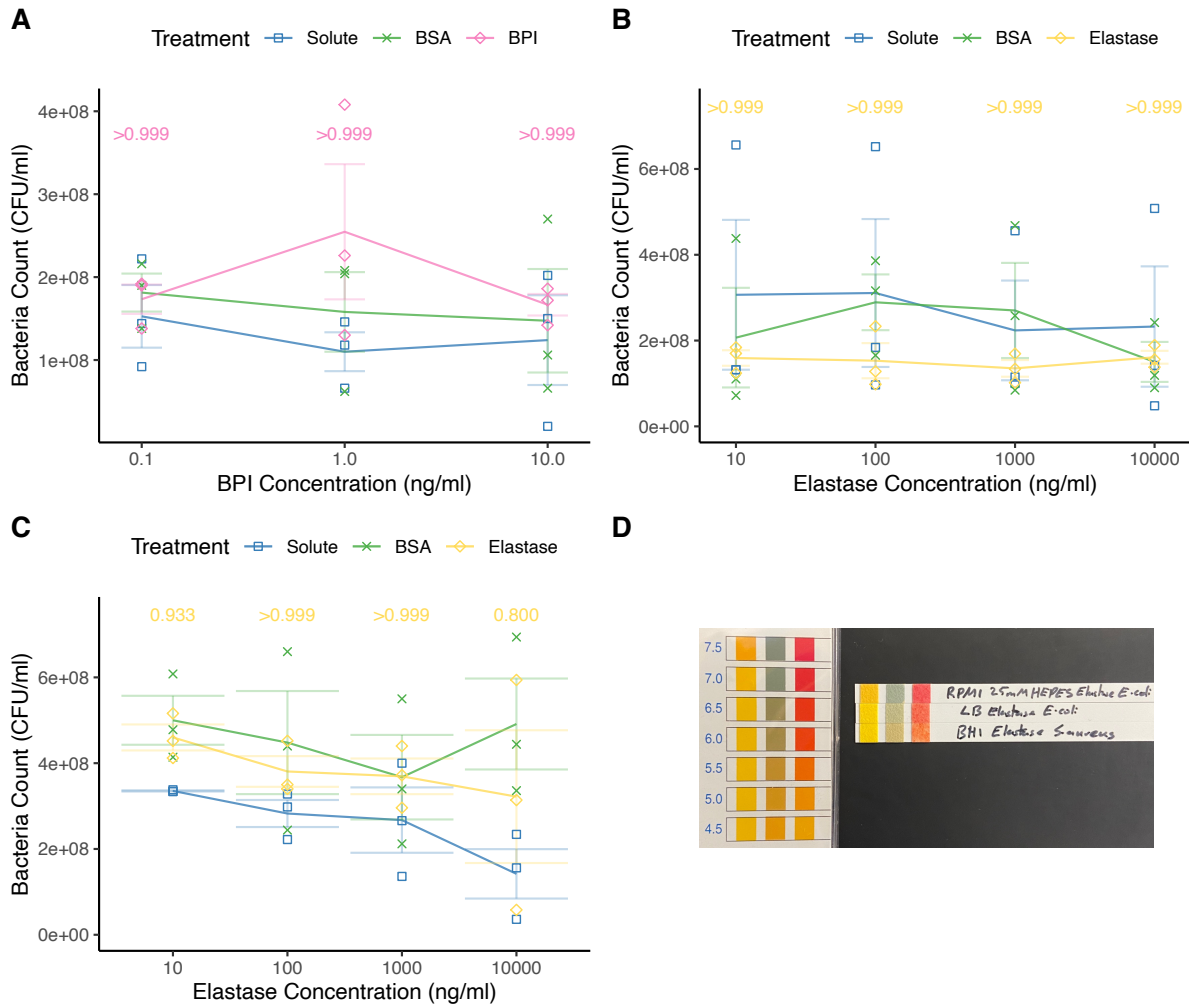 A
Treatment Solute BSA BPI
Bacteria Count (CFU/ml)
4e+08
3e+08
2e+08
1e+08
>0.999 >0.999 >0.999
0.1 1.0 10.0
BPI Concentration (ng/ml)
B
Treatment Solute BSA Elastase
Bacteria Count (CFU/ml)
6e+08
4e+08
2e+08
0e+00
>0.999 >0.999 >0.999 >0.999
10 100 1000 10000
Elastase Concentration (ng/ml)
C
Treatment Solute BSA Elastase
Bacteria Count (CFU/ml)
6e+08
4e+08
2e+08
0e+00
0.933 >0.999 >0.999 0.800
10 100 1000 10000
Elastase Concentration (ng/ml)
D
7.5
7.0
6.5
6.0
5.5
5.0
4.5
RPMI 25mM HEPES Elastase E.coli
LB Elastase E.coli
BHI Elastase S aureus